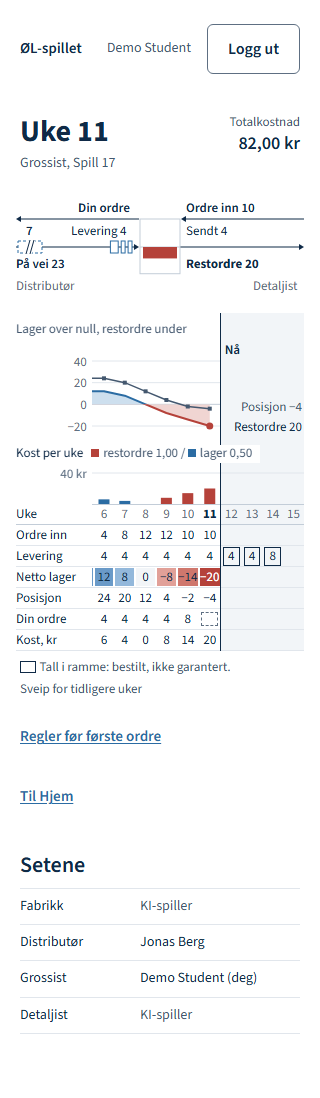 ØL-spillet Demo Student Logg ut
Uke 11 Totalkostnad
82,00 kr
Grossist, Spill 17
Din ordre Ordre inn 10
7 Levering 4 Sendt 4
På vei 23 Restordre 20
Distributør Detaljist
Lager over null, restordre under
Nå
40
20
0 Posisjon −4
−20 Restordre 20
Kost per uke restordre 1,00 / lager 0,50
40 kr
Uke 6 7 8 9 10 11 12 13 14 15
Ordre inn 4 8 12 12 10 10
Levering 4 4 4 4 4 4 4 4 8
Netto lager 12 8 0 −8 −14 −20
Posisjon 24 20 12 4 −2 −4
Din ordre 4 4 4 4 8
Kost, kr 6 4 0 8 14 20
Tall i ramme: bestilt, ikke garantert.
Sveip for tidligere uker
Regler før første ordre
Til Hjem
Setene
Fabrikk KI-spiller
Distributør Jonas Berg
Grossist Demo Student (deg)
Detaljist KI-spiller